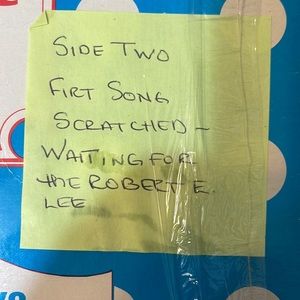 SIDE TWO
FIRT SONG
SCRATCHED -
WAITING FOR
THE ROBERT E.
LEE